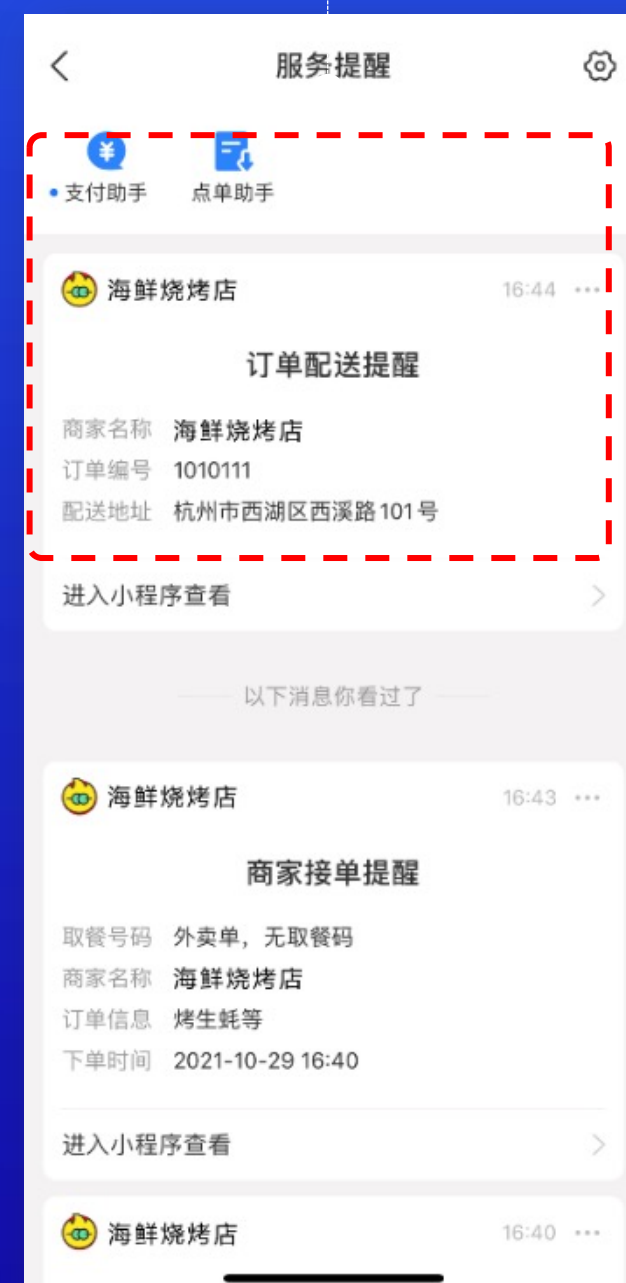 服务提醒
支付助手 点单助手
海鲜烧烤店 16:44
订单配送提醒
商家名称 海鲜烧烤店
订单编号 1010111
配送地址 杭州市西湖区西溪路101号
进入小程序查看
以下消息你看过了
海鲜烧烤店 16:43
商家接单提醒
取餐号码 外卖单，无取餐码
商家名称 海鲜烧烤店
订单信息 烤生蚝等
下单时间 2021-10-29 16:40
进入小程序查看
海鲜烧烤店 16:40